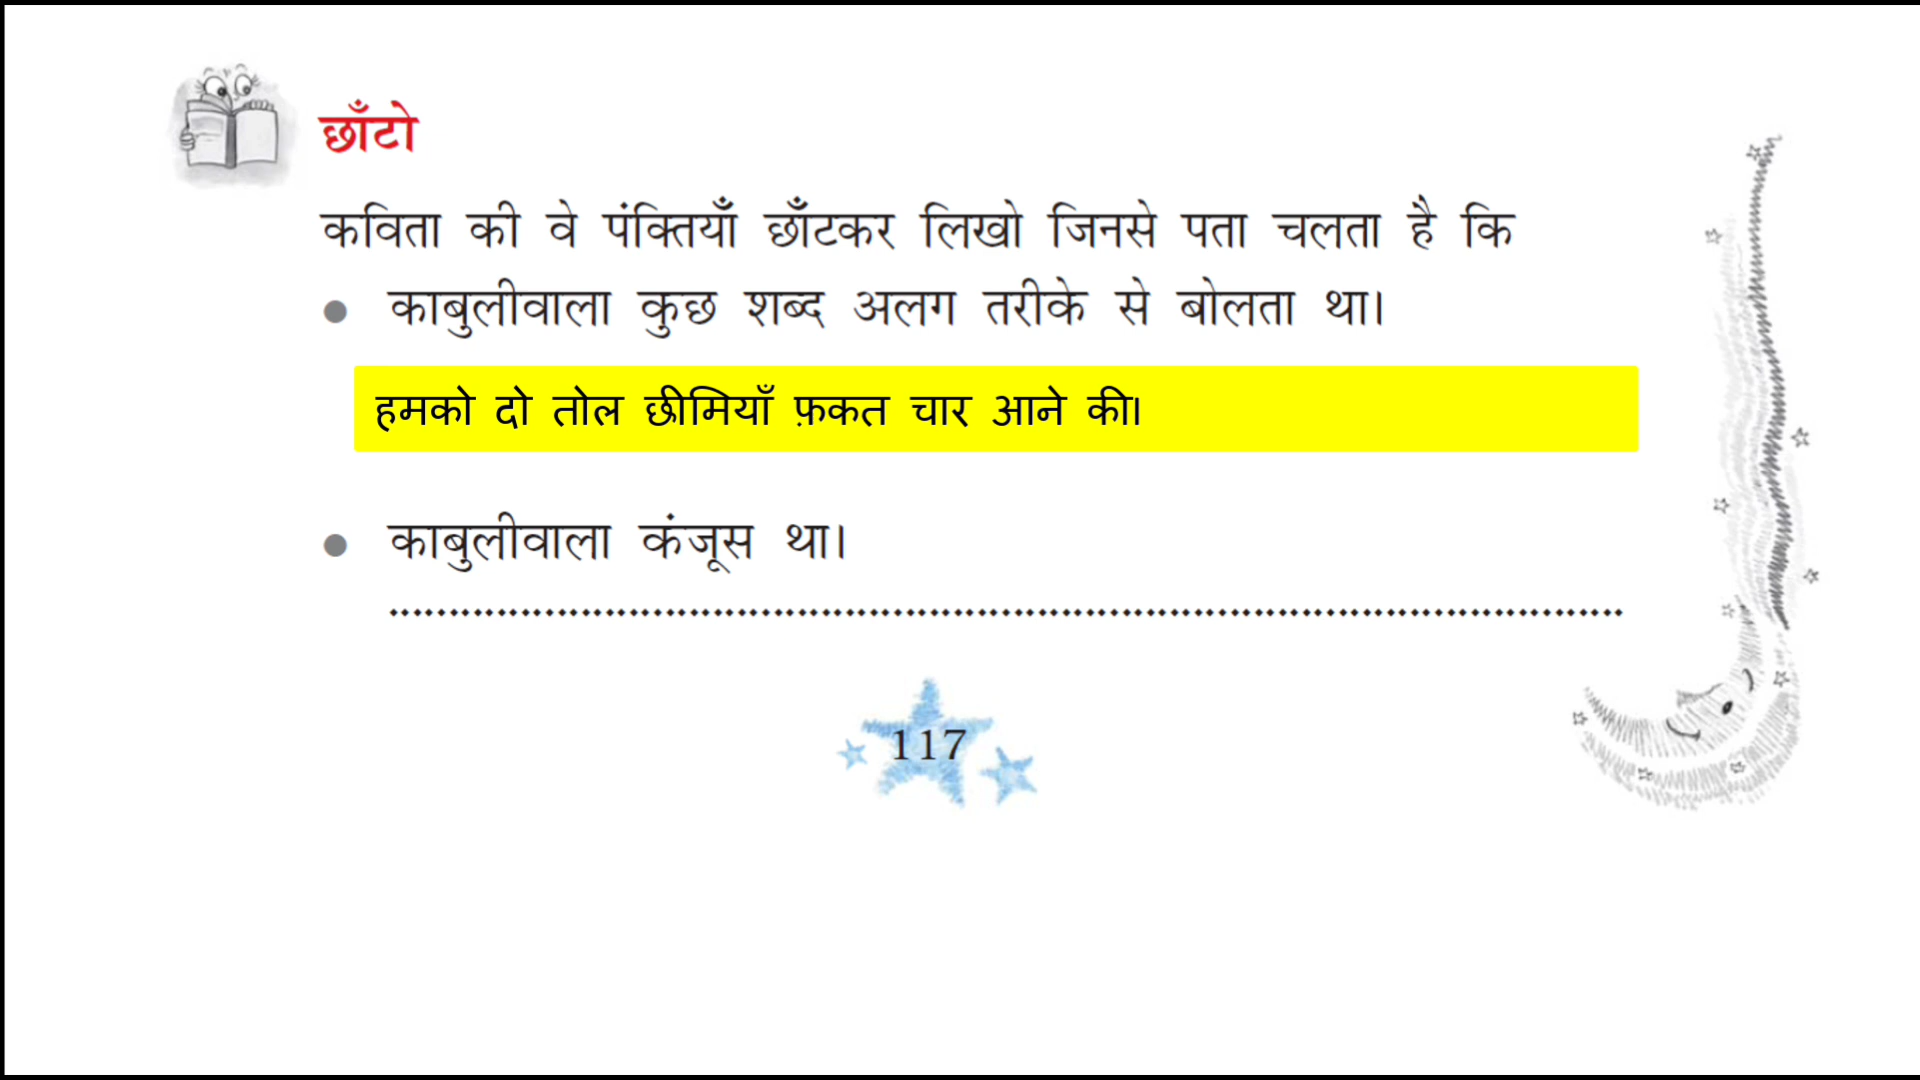 छाँटो
कविता की वे पंक्तियाँ छाँटकर लिखो जिनसे पता चलता है कि
● काबुलीवाला कुछ शब्द अलग तरीके से बोलता था।
हमको दो तोल छीमियाँ फ़कत चार आने की।
● काबुलीवाला कंजूस था।
117